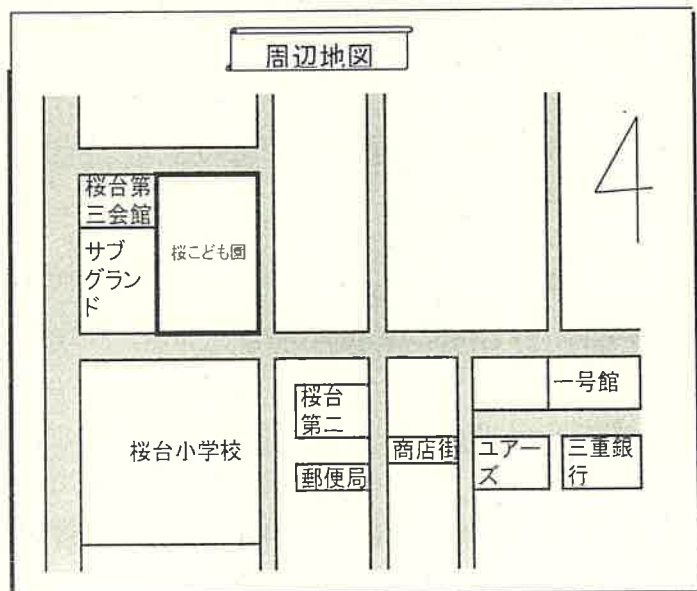 周辺地図
桜台第
三会館
サブ
グラン
ド
桜こども園
桜台小学校
桜台
第二
郵便局
商店街
ユアー
ズ
一号館
三重銀
行